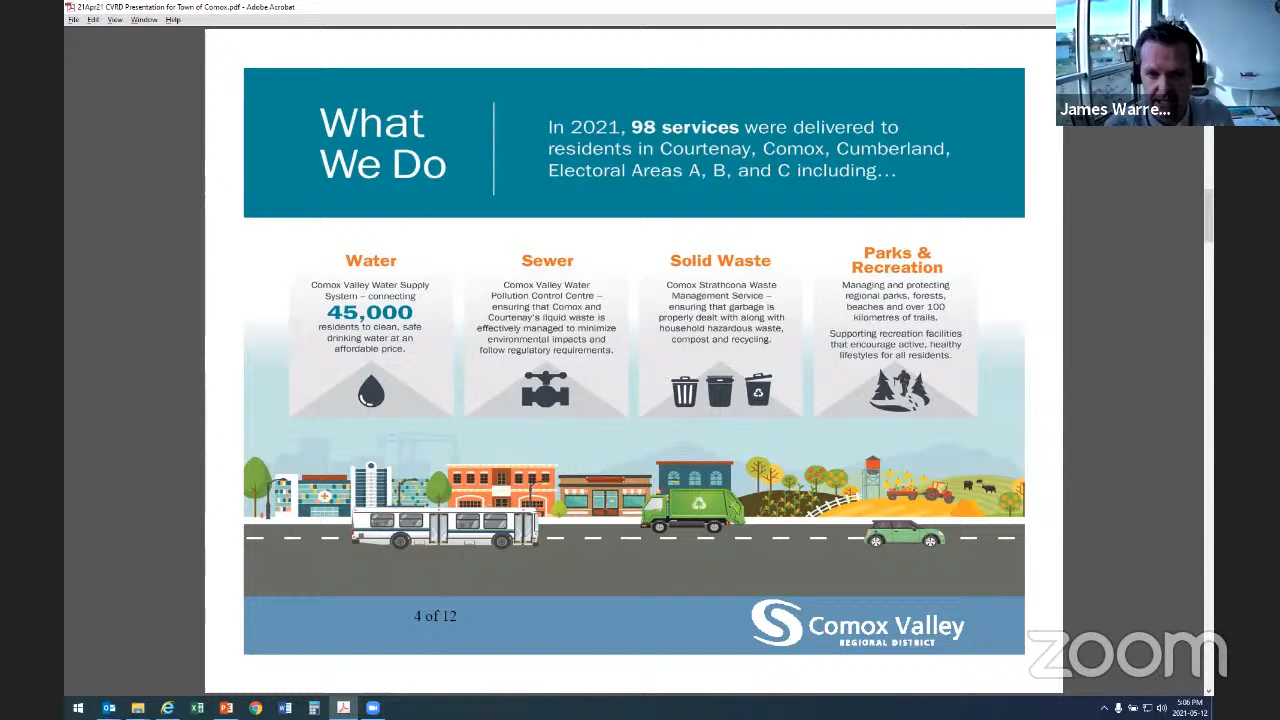 21Apr21 CVRD Presentation for Town of Comox.pdf - Adobe Acrobat
File Edit View Window Help
James Warre...
What
We Do
In 2021, 98 services were delivered to
residents in Courtenay, Comox, Cumberland,
Electoral Areas A, B, and C including...
Water
Comox Valley Water Supply
System – connecting
45,000
residents to clean, safe
drinking water at an
affordable price.
Sewer
Comox Valley Water
Pollution Control Centre –
ensuring that Comox and
Courtenay's liquid waste is
effectively managed to minimize
environmental impacts and
follow regulatory requirements.
Solid Waste
Comox Strathcona Waste
Management Service –
ensuring that garbage is
properly dealt with along with
household hazardous waste,
compost and recycling.
Parks &
Recreation
Managing and protecting
regional parks, forests,
beaches and over 100
kilometres of trails.
Supporting recreation facilities
that encourage active, healthy
lifestyles for all residents.
4 of 12
Comox Valley
REGIONAL DISTRICT
zoom
5:06 PM
2021-05-12